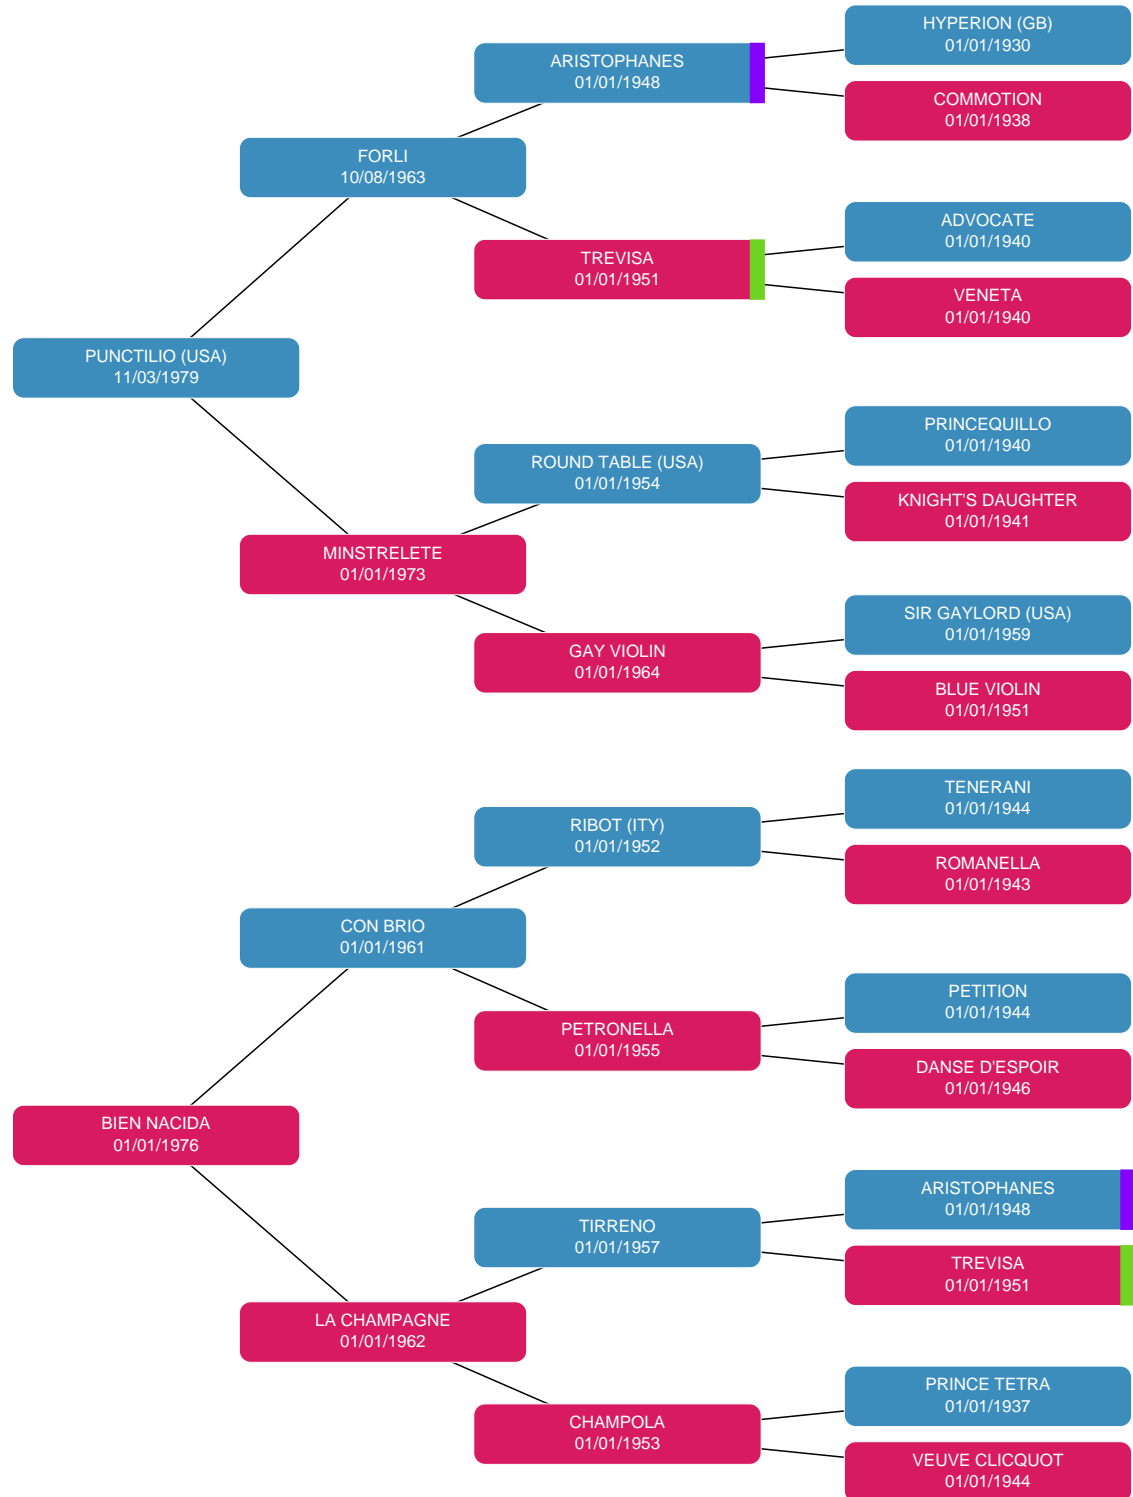 HYPERION (GB)
01/01/1930
ARISTOPHANES
01/01/1948
COMMOTION
01/01/1938
FORLI
10/08/1963
ADVOCATE
01/01/1940
TREVISA
01/01/1951
VENETA
01/01/1940
PUNCTILIO (USA)
11/03/1979
PRINCEQUILLO
01/01/1940
ROUND TABLE (USA)
01/01/1954
KNIGHT'S DAUGHTER
01/01/1941
MINSTRELETE
01/01/1973
SIR GAYLORD (USA)
01/01/1959
GAY VIOLIN
01/01/1964
BLUE VIOLIN
01/01/1951
TENERANI
01/01/1944
RIBOT (ITY)
01/01/1952
ROMANELLA
01/01/1943
CON BRIO
01/01/1961
PETITION
01/01/1944
PETRONELLA
01/01/1955
DANSE D'ESPOIR
01/01/1946
BIEN NACIDA
01/01/1976
ARISTOPHANES
01/01/1948
TIRRENO
01/01/1957
TREVISA
01/01/1951
LA CHAMPAGNE
01/01/1962
PRINCE TETRA
01/01/1937
CHAMPOLA
01/01/1953
VEUVE CLICQUOT
01/01/1944